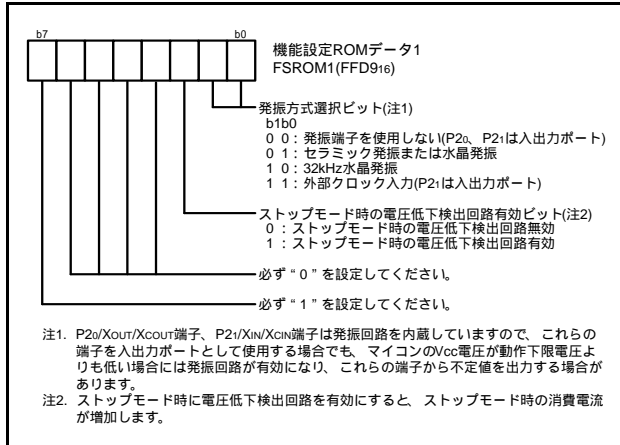 b7 b0
機能設定ROMデータ1
FSROM1(FFD916)
発振方式選択ビット(注1)
b1b0
0 0：発振端子を使用しない(P20、P21は入出力ポート)
0 1：セラミック発振または水晶発振
1 0：32kHz水晶発振
1 1：外部クロック入力(P21は入出力ポート)
ストップモード時の電圧低下検出回路有効ビット(注2)
0 ：ストップモード時の電圧低下検出回路無効
1 ：ストップモード時の電圧低下検出回路有効
必ず“0”を設定してください。
必ず“1”を設定してください。
注1. P20/XOUT/XCOUT端子、P21/XIN/XCIN端子は発振回路を内蔵していますので、これらの
端子を入出力ポートとして使用する場合でも、マイコンのVcc電圧が動作下限電圧よ
りも低い場合には発振回路が有効になり、これらの端子から不定値を出力する場合が
あります。
注2. ストップモード時に電圧低下検出回路を有効にすると、ストップモード時の消費電流
が増加します。